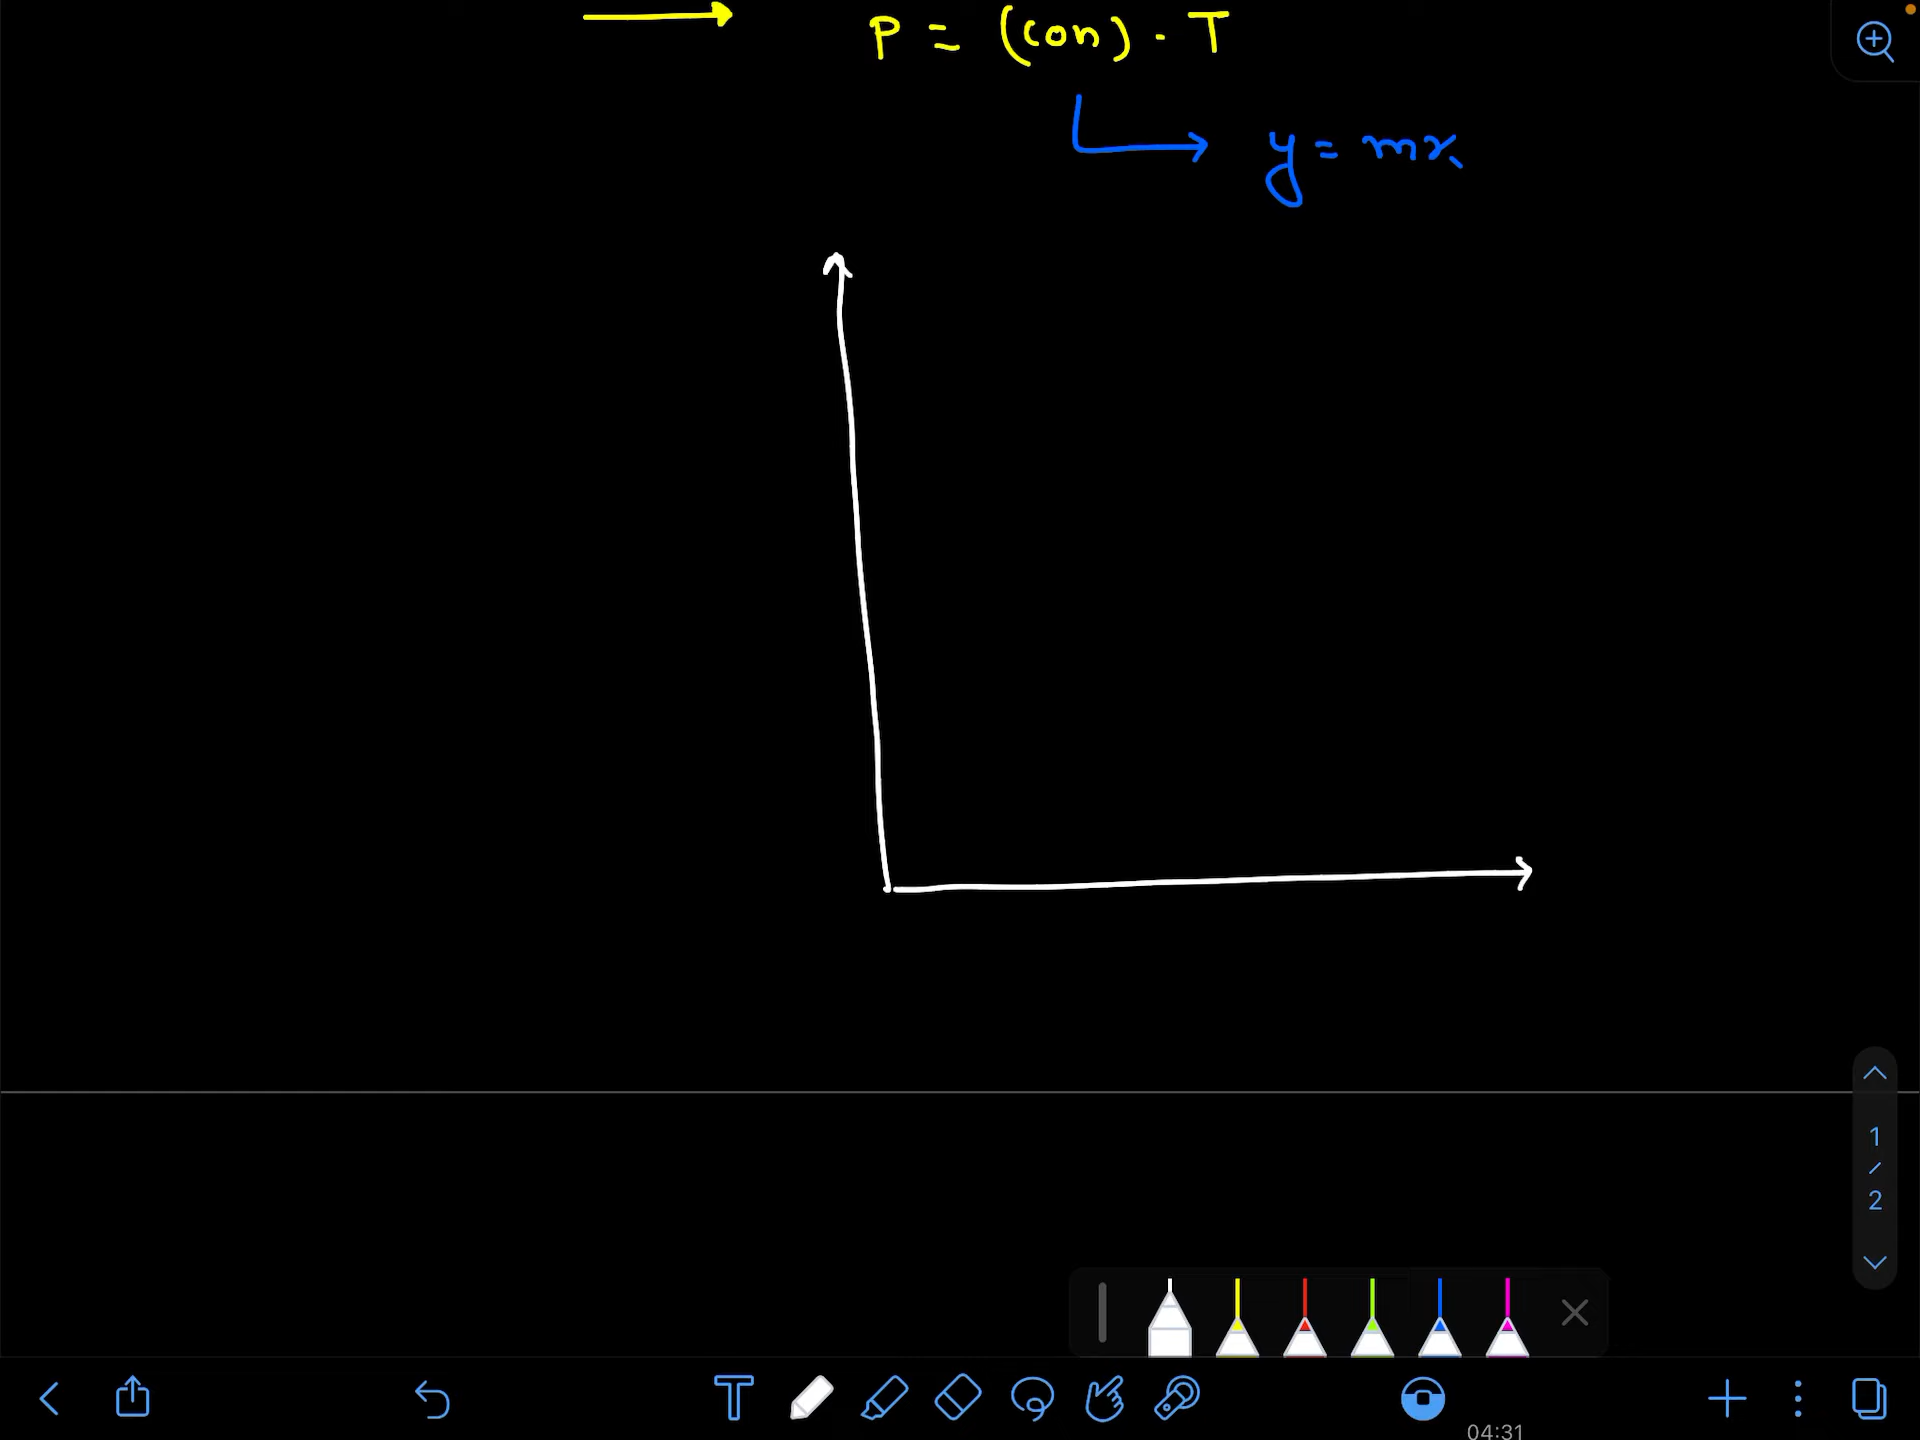 P = (con) · T
y = mx
1
/
2
T
04:31